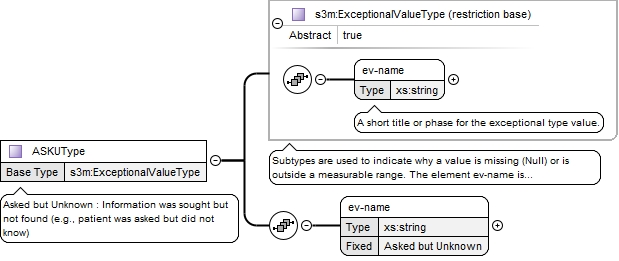 s3m:ExceptionalValueType (restriction base)
Abstract true
ev-name
Type xs:string
A short title or phase for the exceptional type value.
ASKUType
Base Type s3m:ExceptionalValueType
Subtypes are used to indicate why a value is missing (Null) or is
outside a measurable range. The element ev-name is...
Asked but Unknown : Information was sought but
not found (e.g., patient was asked but did not
know)
ev-name
Type xs:string
Fixed Asked but Unknown